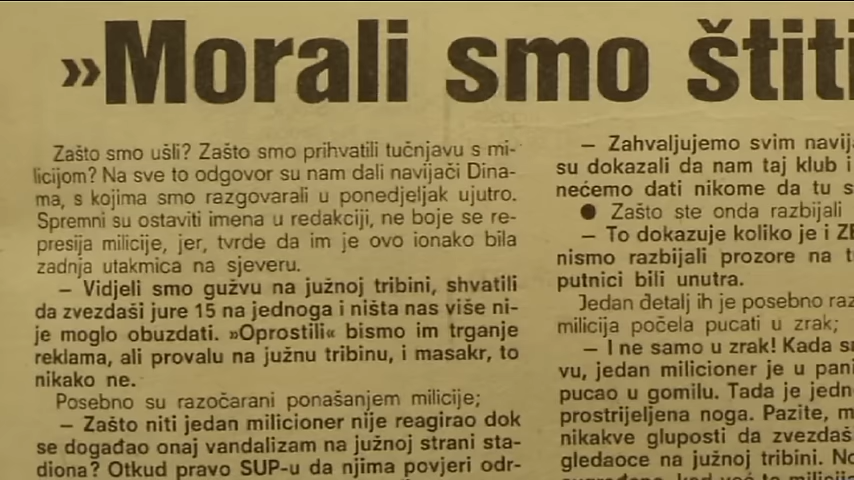 »Morali smo štiti
Zašto smo ušli? Zašto smo prihvatili tučnjavu s mi-
licijom? Na sve to odgovor su nam dali navijači Dina-
ma, s kojima smo razgovarali u ponedjeljak ujutro.
Spremni su ostaviti imena u redakciji, ne boje se re-
presija milicije, jer, tvrde da im je ovo ionako bila
zadnja utakmica na sjeveru.
– Vidjeli smo gužvu na južnoj tribini, shvatili
da zvezdaši jure 15 na jednoga i ništa nas više ni-
je moglo obuzdati. »Oprostili« bismo im trganje
reklama, ali provalu na južnu tribinu, i masakr, to
nikako ne.
Posebno su razočarani ponašanjem milicije;
– Zašto niti jedan milicioner nije reagirao dok
se događao onaj vandalizam na južnoj strani sta-
diona? Otkud pravo SUP-u da njima povjeri odr-
– Zahvaljujemo svim navija
su dokazali da nam taj klub i
nećemo dati nikome da tu s
● Zašto ste onda razbijali
– To dokazuje koliko je i ZE
nismo razbijali prozore na t
putnici bili unutra.
Jedan detalj ih je posebno raz
milicija počela pucati u zrak;
– I ne samo u zrak! Kada sm
vu, jedan milicioner je u pani
pucao u gomilu. Tada je jedn
prostrijeljena noga. Pazite, m
nikakve gluposti da zvezdaš
gledaoce na južnoj tribini. No